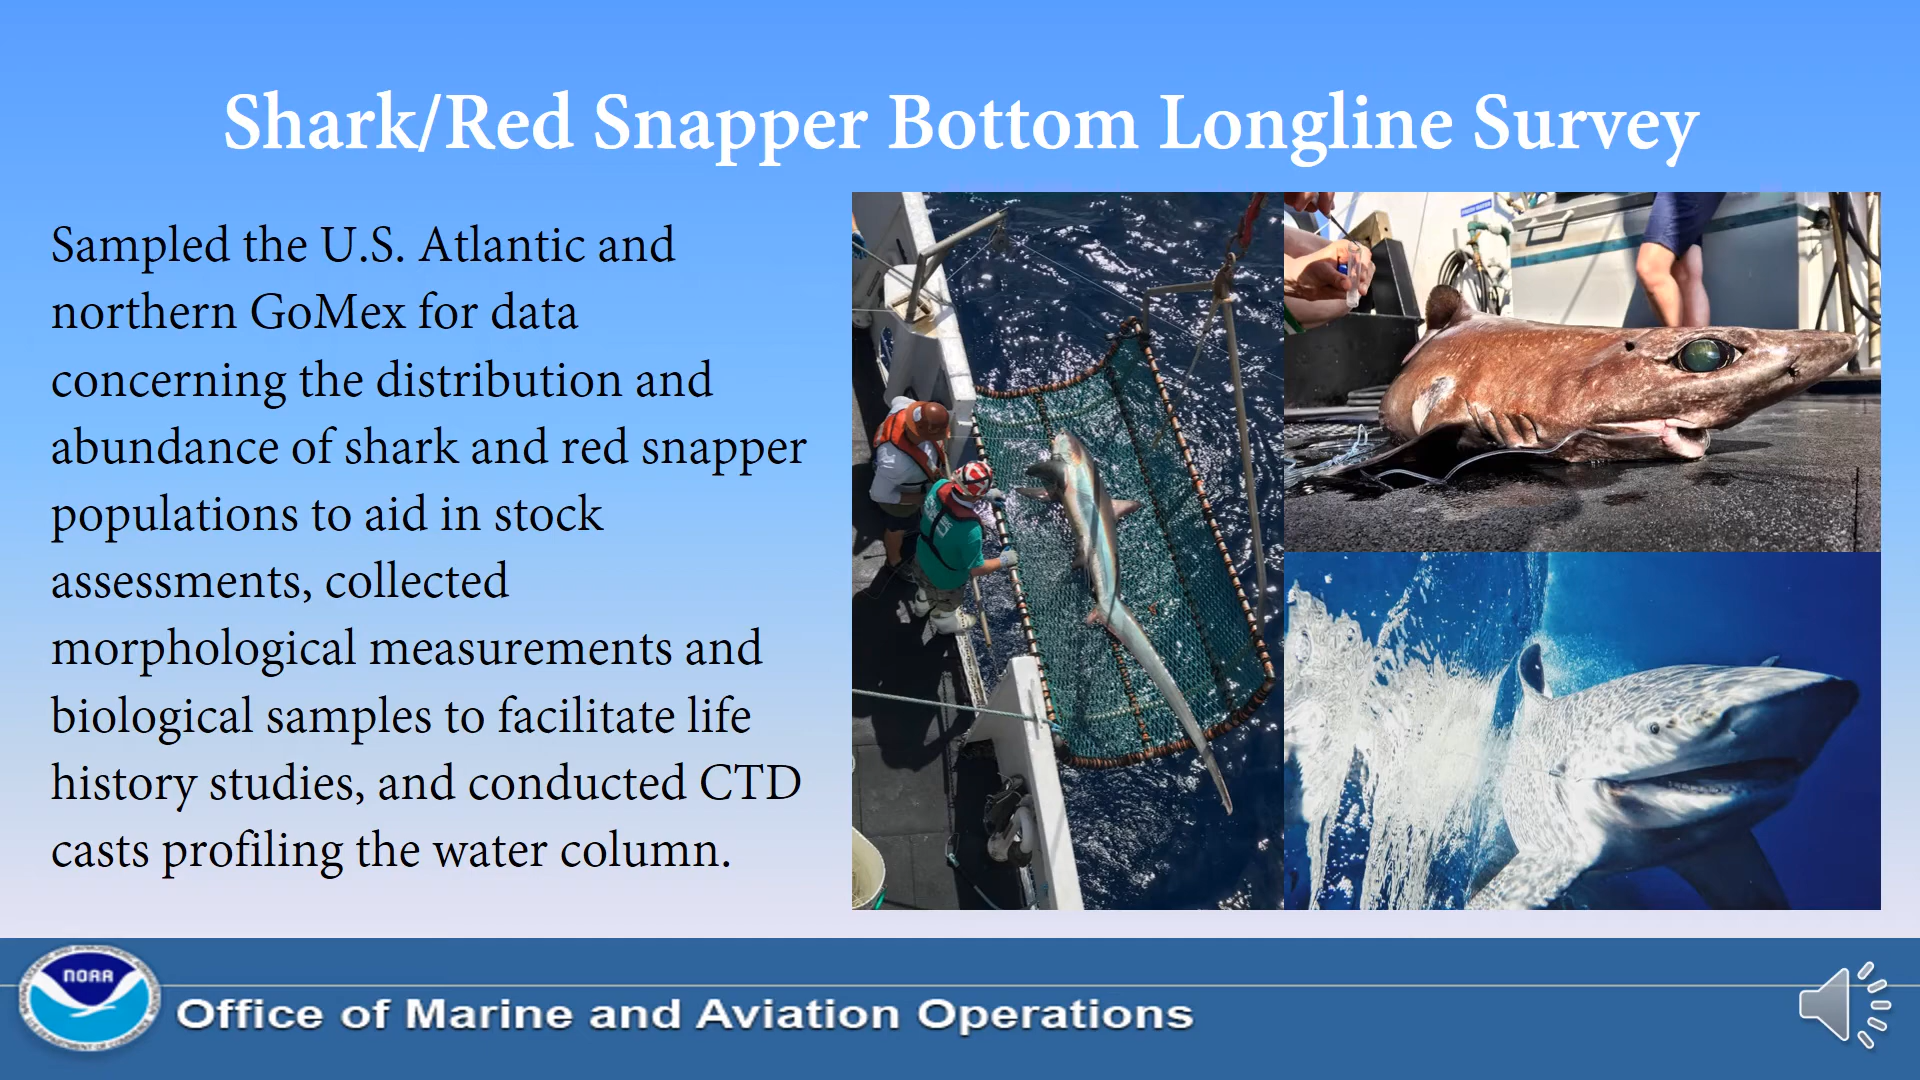 Shark/Red Snapper Bottom Longline Survey
Sampled the U.S. Atlantic and
northern GoMex for data
concerning the distribution and
abundance of shark and red snapper
populations to aid in stock
assessments, collected
morphological measurements and
biological samples to facilitate life
history studies, and conducted CTD
casts profiling the water column.
NOAA
Office of Marine and Aviation Operations